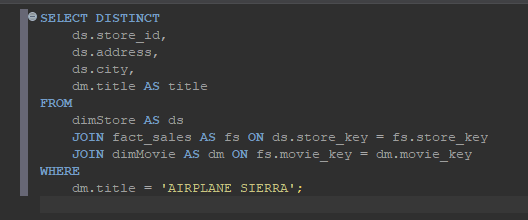 SELECT DISTINCT
ds.store_id,
ds.address,
ds.city,
dm.title AS title
FROM
dimStore AS ds
JOIN fact_sales AS fs ON ds.store_key = fs.store_key
JOIN dimMovie AS dm ON fs.movie_key = dm.movie_key
WHERE
dm.title = 'AIRPLANE SIERRA';